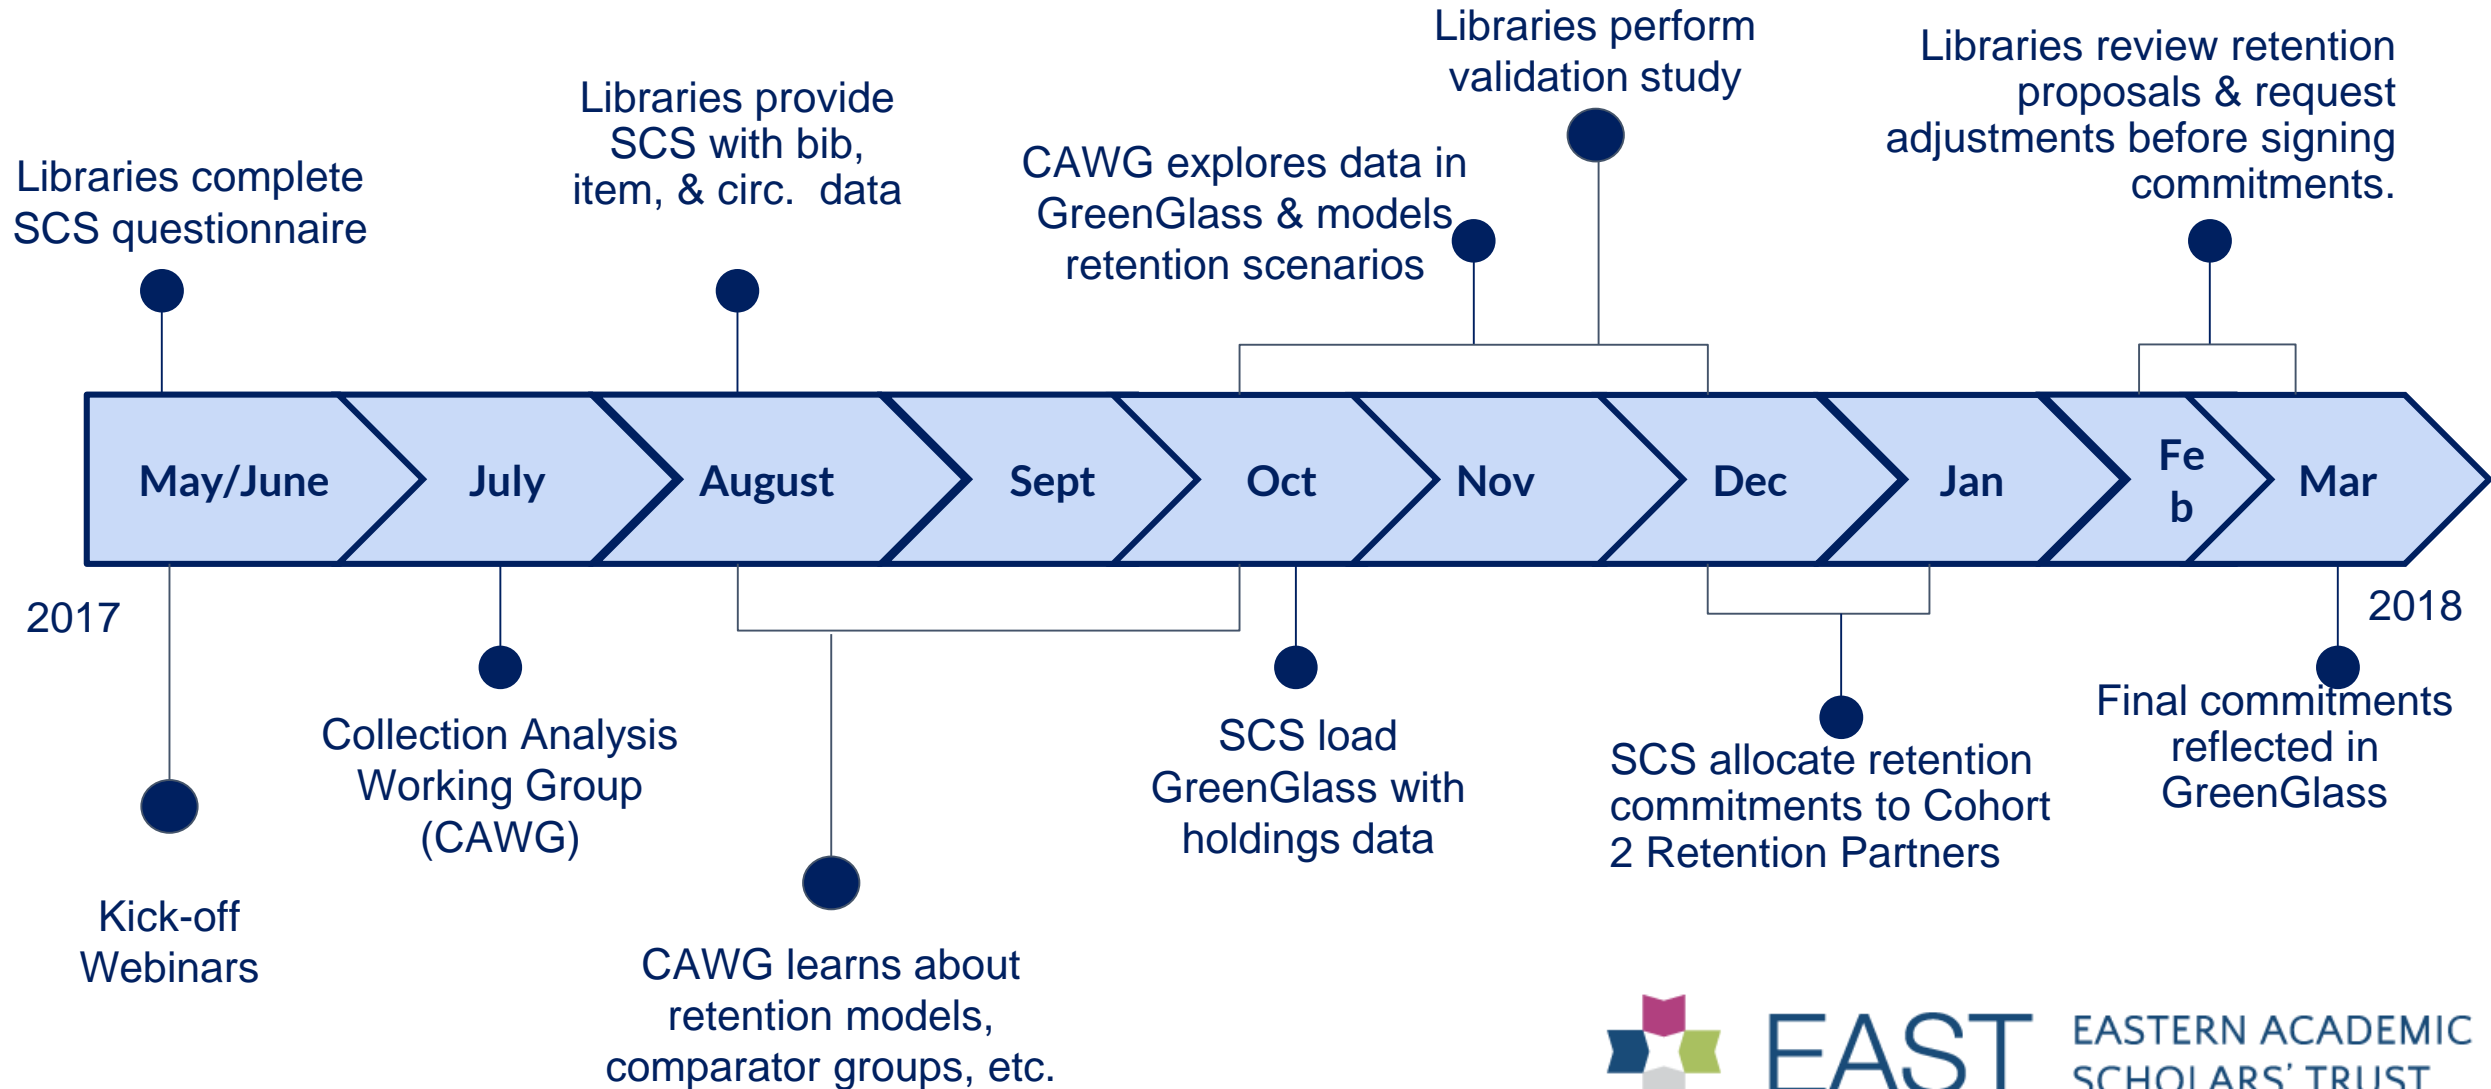 Libraries complete
SCS questionnaire
Libraries provide
SCS with bib,
item, & circ. data
CAWG explores data in
GreenGlass & models
retention scenarios
Libraries perform
validation study
Libraries review retention
proposals & request
adjustments before signing
commitments.
May/June
July
August
Sept
Oct
Nov
Dec
Jan
Fe
b
Mar
2017
2018
Kick-off
Webinars
Collection Analysis
Working Group
(CAWG)
CAWG learns about
retention models,
comparator groups, etc.
SCS load
GreenGlass with
holdings data
SCS allocate retention
commitments to Cohort
2 Retention Partners
Final commitments
reflected in
GreenGlass
EAST
EASTERN ACADEMIC
SCHOLARS' TRUST